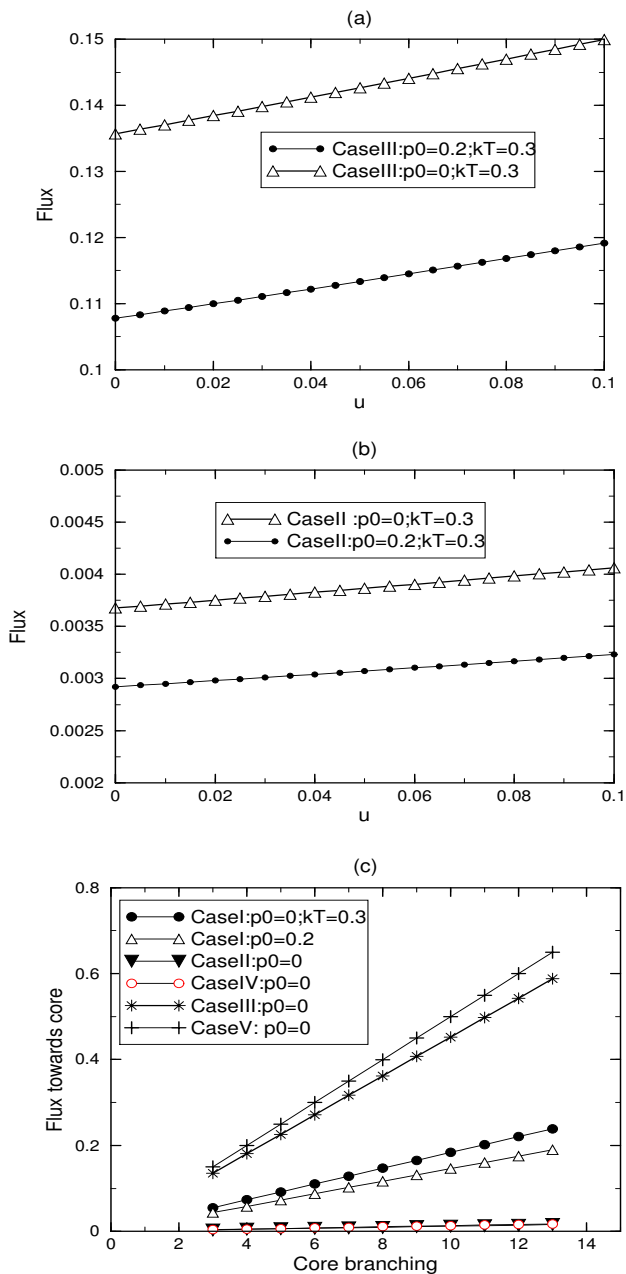 (a)
0.15
0.14
0.13
0.12
0.11
0.1
Flux
CaseIII:p0=0.2;kT=0.3
CaseIII:p0=0;kT=0.3
0 0.02 0.04 0.06 0.08 0.1
u
(b)
0.005
0.0045
0.004
0.0035
0.003
0.0025
0.002
Flux
CaseII :p0=0;kT=0.3
CaseII:p0=0.2;kT=0.3
0 0.02 0.04 0.06 0.08 0.1
u
(c)
0.8
0.6
0.4
0.2
0
Flux towards core
CaseI:p0=0;kT=0.3
CaseI:p0=0.2
CaseII:p0=0
CaseIV:p0=0
CaseIII:p0=0
CaseV: p0=0
0 2 4 6 8 10 12 14
Core branching